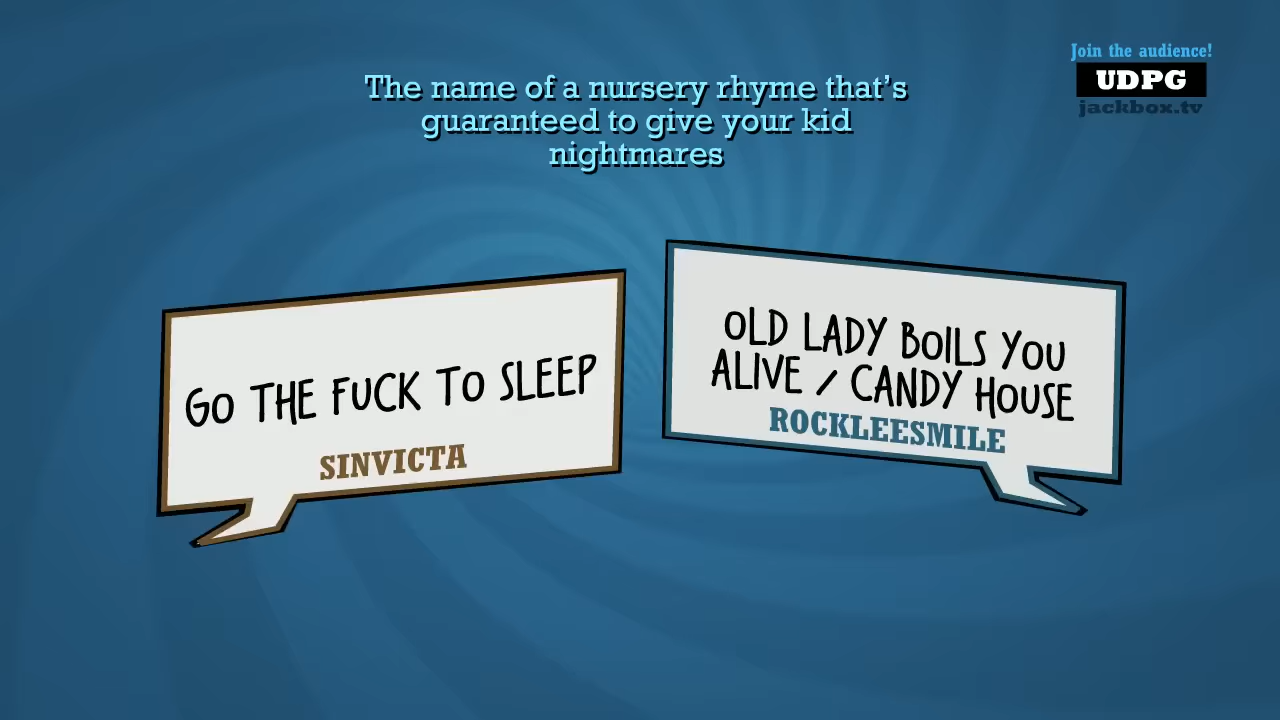 Join the audience!
UDPG
jackbox.tv
The name of a nursery rhyme that's
guaranteed to give your kid
nightmares
GO THE FUCK TO SLEEP
SINVICTA
OLD LADY BOILS YOU
ALIVE / CANDY HOUSE
ROCKLEESMILE